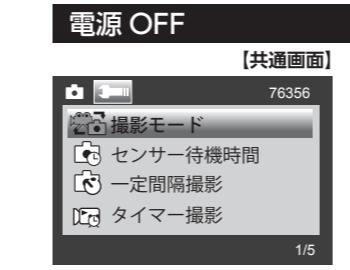 電源 OFF
【共通画面】
76356
撮影モード
センサー待機時間
一定間隔撮影
タイマー撮影
1/5